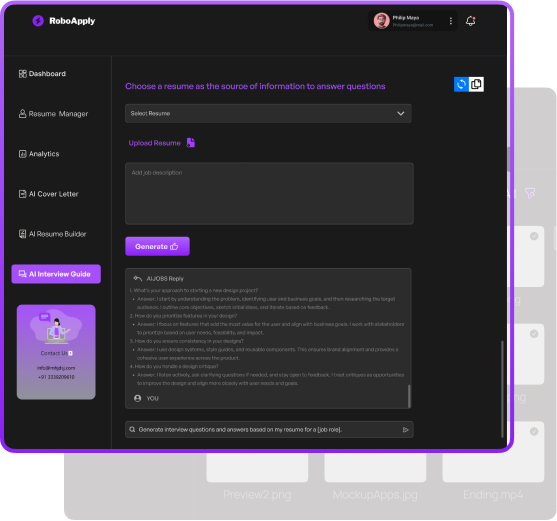 RoboApply
Philip Maya
Dashboard
Resume Manager
Analytics
AI Cover Letter
AI Resume Builder
AI Interview Guide
Contact Us
info@mfydy.com
+91 3330209610
Choose a resume as the source of information to answer questions
Select Resume
Upload Resume
Add job description
Generate
AIJOBS Reply
1. What's your approach to starting a new design project?
• Answer: I start by understanding the problem, identifying user and business goals, and then researching the target
audience. I outline core objectives, sketch initial ideas, and iterate based on feedback.
2. How do you prioritize features in your design?
• Answer: I focus on features that add the most value for the user and align with business goals. I work with stakeholders
to prioritize based on user needs, feasibility, and impact.
3. How do you ensure consistency in your designs?
• Answer: I use design systems, style guides, and reusable components. This ensures brand alignment and provides a
cohesive user experience across the product.
4. How do you handle a design critique?
• Answer: I listen actively, ask clarifying questions if needed, and stay open to feedback. I treat critiques as opportunities
to improve the design and align more closely with user needs and goals.
YOU
Generate interview questions and answers based on my resume for a [job role].
Preview2.png
MockupApps.jpg
Ending.mp4